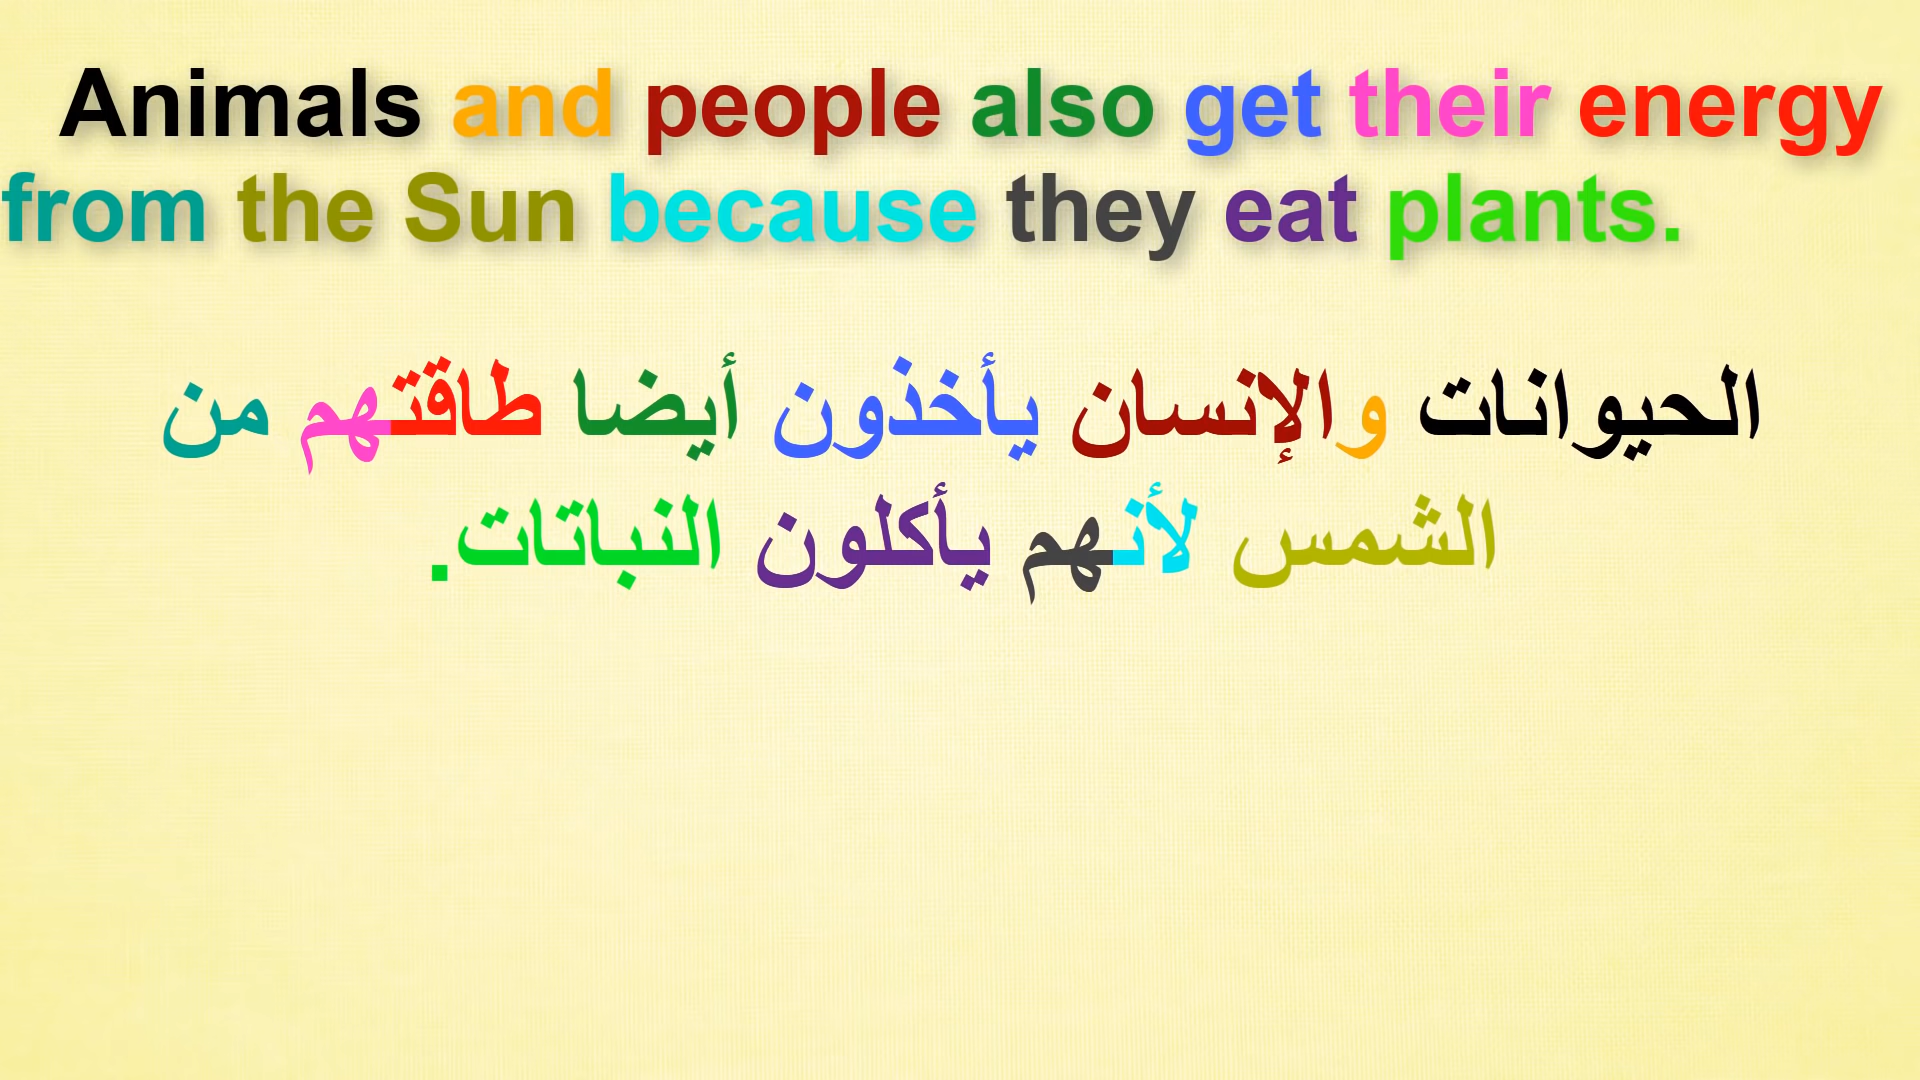 Animals and people also get their energy
from the Sun because they eat plants.
الحيوانات والإنسان يأخذون أيضا طاقتهم من
الشمس لأنهم يأكلون النباتات.